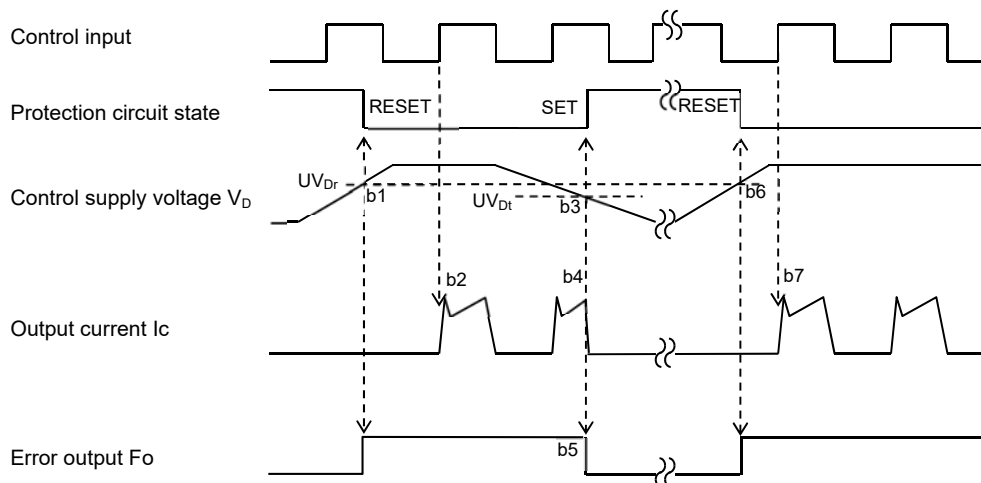 Control input
Protection circuit state
RESET
SET
RESET
Control supply voltage VD
UVDr
b1
UVDt
b3
b6
b2
b4
b7
Output current Ic
b5
Error output Fo